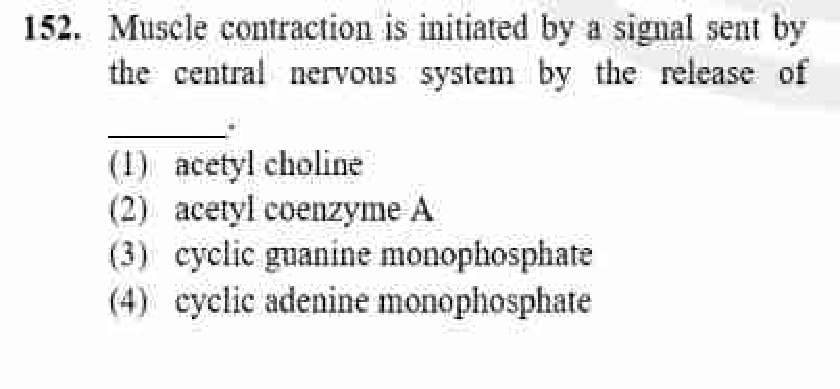 152. Muscle contraction is initiated by a signal sent by
the central nervous system by the release of
________.
(1) acetyl choline
(2) acetyl coenzyme A
(3) cyclic guanine monophosphate
(4) cyclic adenine monophosphate